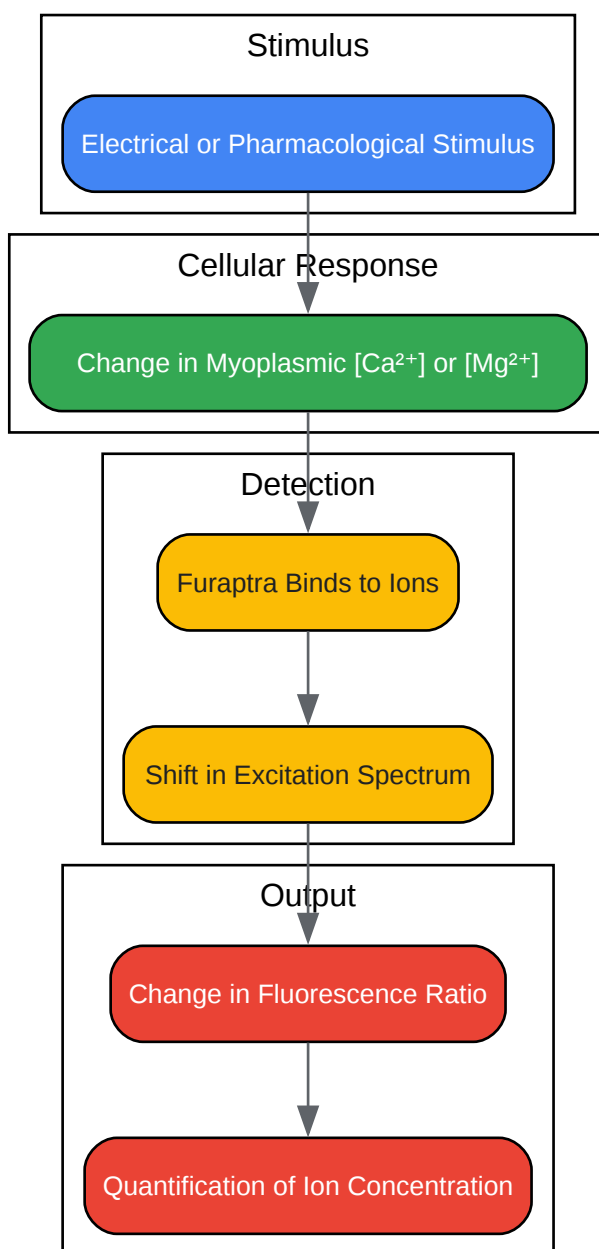 Stimulus
Electrical or Pharmacological Stimulus
Cellular Response
Change in Myoplasmic [Ca²⁺] or [Mg²⁺]
Detection
Furaptra Binds to Ions
Shift in Excitation Spectrum
Output
Change in Fluorescence Ratio
Quantification of Ion Concentration